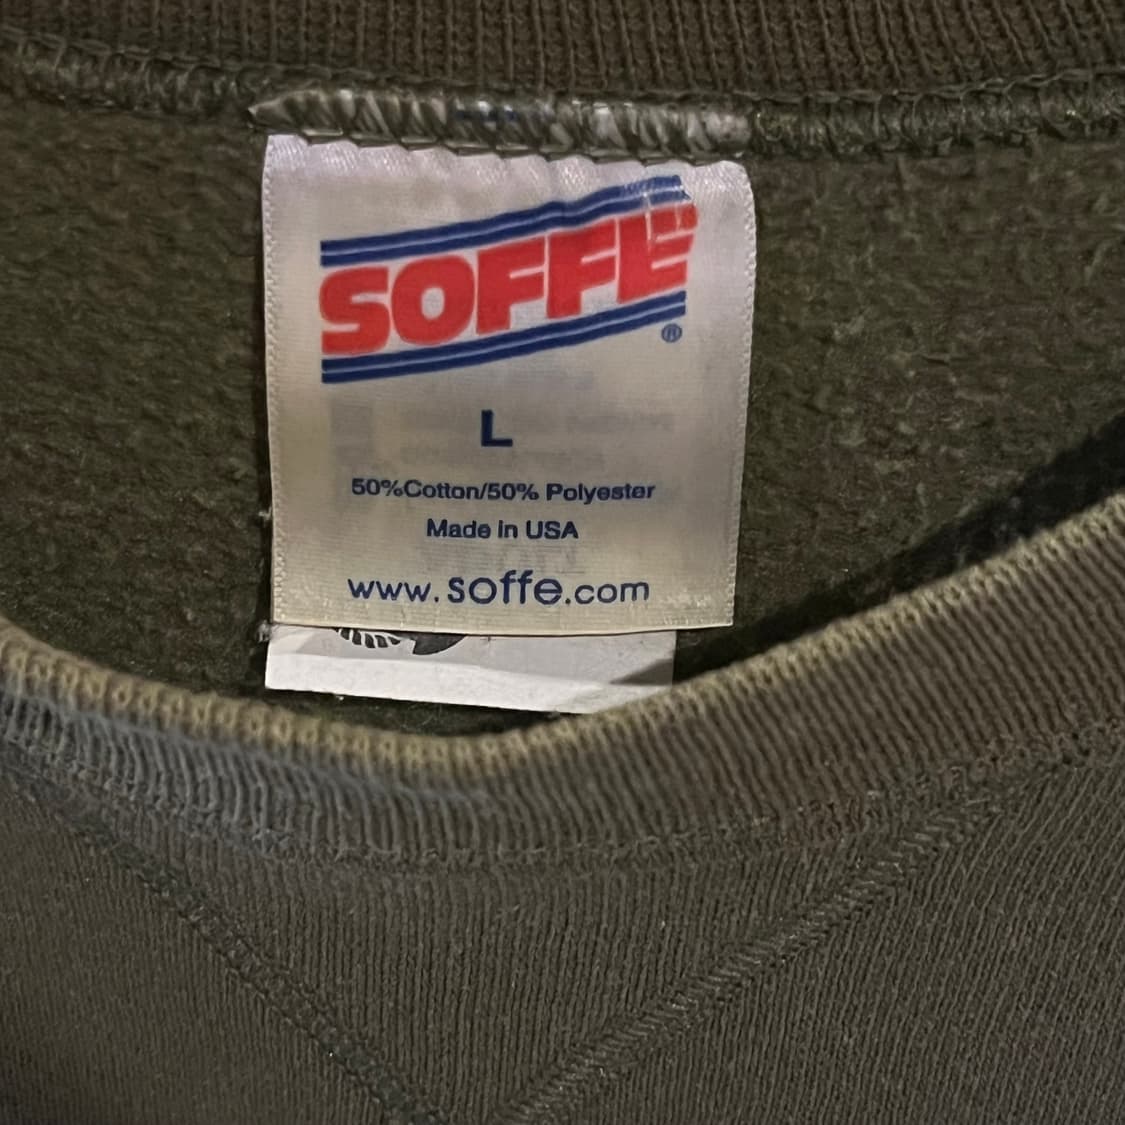 SOFFE
®
L
50%Cotton/50% Polyester
Made in USA
www.soffe.com